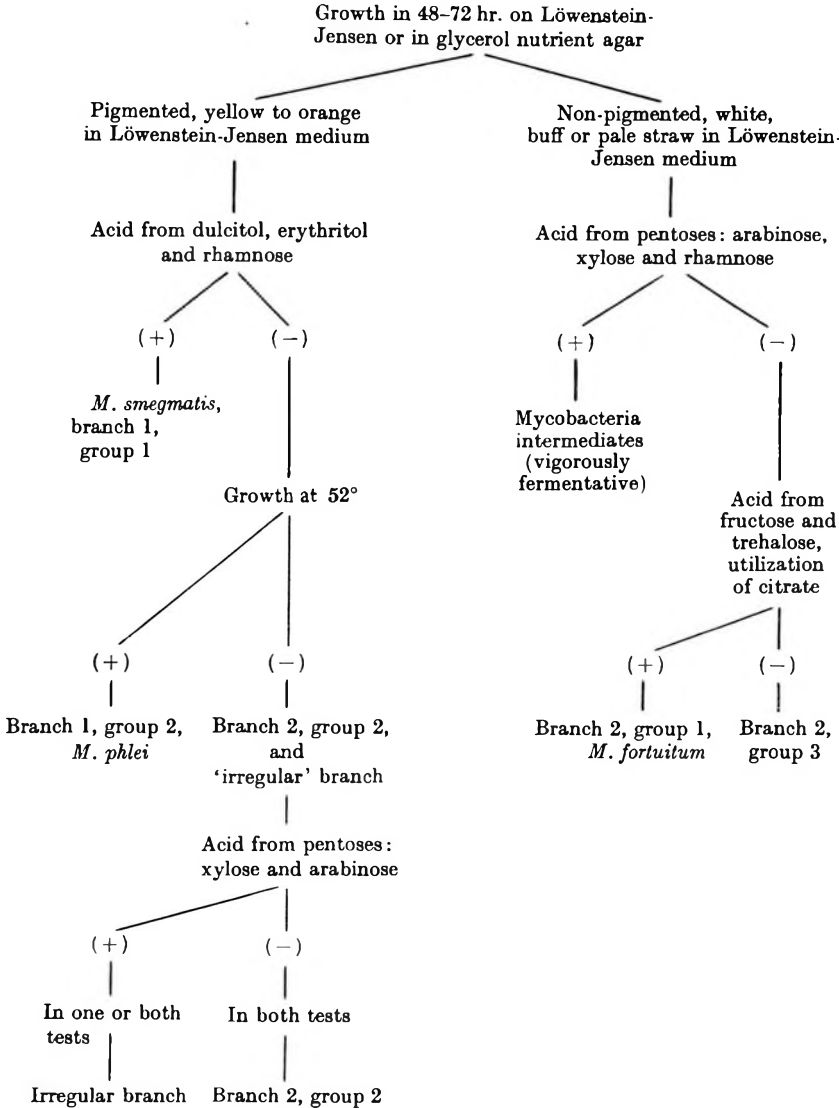 Growth in 48–72 hr. on Löwenstein-
Jensen or in glycerol nutrient agar
Pigmented, yellow to orange
in Löwenstein-Jensen medium
Non-pigmented, white,
buff or pale straw in Löwenstein-
Jensen medium
Acid from dulcitol, erythritol
and rhamnose
Acid from pentoses: arabinose,
xylose and rhamnose
(+)
(−)
(+)
(−)
M. smegmatis,
branch 1,
group 1
Mycobacteria
intermediates
(vigorously
fermentative)
Growth at 52°
Acid from
fructose and
trehalose,
utilization
of citrate
(+)
(−)
(+)
(−)
Branch 1, group 2,
M. phlei
Branch 2, group 2,
and
‘irregular’ branch
Branch 2, group 1,
M. fortuitum
Branch 2,
group 3
Acid from pentoses:
xylose and arabinose
(+)
(−)
In one or both
tests
In both tests
Irregular branch
Branch 2, group 2